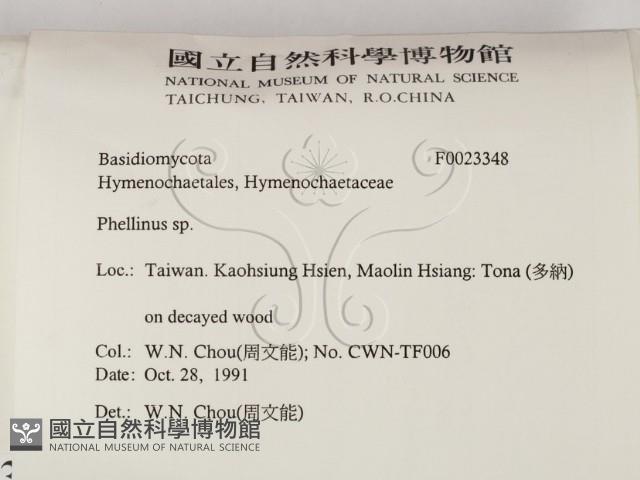 國立自然科學博物館
NATIONAL MUSEUM OF NATURAL SCIENCE
TAICHUNG, TAIWAN, R.O.CHINA
Basidiomycota F0023348
Hymenochaetales, Hymenochaetaceae
Phellinus sp.
Loc.: Taiwan. Kaohsiung Hsien, Maolin Hsiang: Tona (多納)
on decayed wood
Col.: W.N. Chou(周文能); No. CWN-TF006
Date: Oct. 28, 1991
Det.: W.N. Chou(周文能)
國立自然科學博物館
NATIONAL MUSEUM OF NATURAL SCIENCE